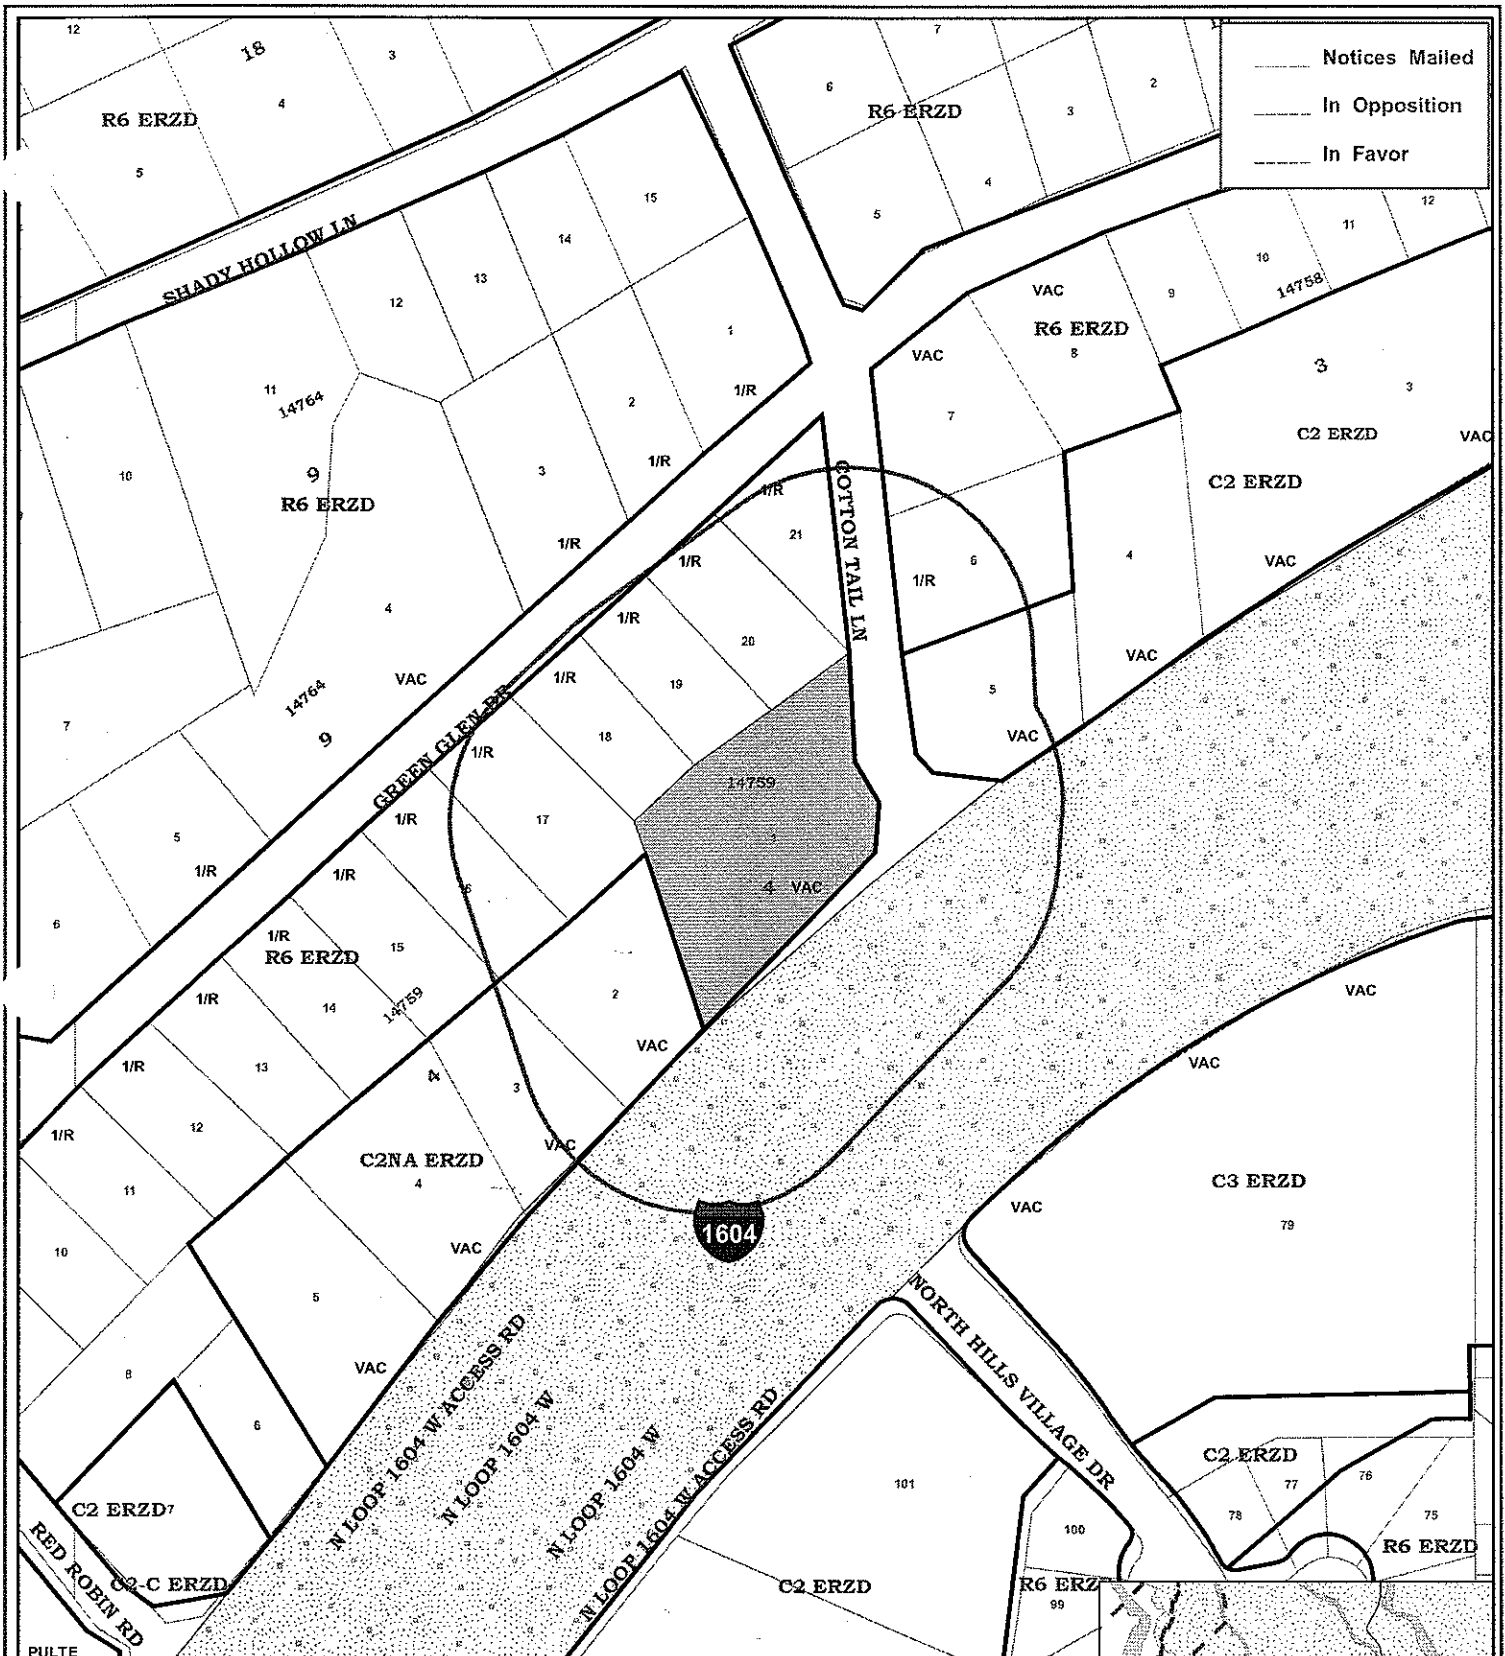 Notices Mailed
In Opposition
In Favor
12
18
3
4
R6 ERZD
5
7
6
R6 ERZD
2
3
4
5
SHADY HOLLOW LN
15
14
13
12
11
14764
10
9
R6 ERZD
1
1/R
2
1/R
3
1/R
4
VAC
14764
9
7
5
1/R
6
12
11
10
14758
9
VAC
R6 ERZD
8
VAC
7
3
3
C2 ERZD
VAC
C2 ERZD
4
VAC
VAC
COTTON TAIL LN
6
1/R
5
VAC
1/R
21
1/R
20
1/R
19
1/R
18
1/R
17
1/R
16
1/R
15
1/R
R6 ERZD
14
1/R
14759
13
1/R
12
1/R
11
10
GREEN GLEN DR
14759
1
4 VAC
2
VAC
3
VAC
4
C2NA ERZD
4
VAC
5
VAC
8
6
C2 ERZD
7
C2-C ERZD
RED ROBIN RD
PULTE
1604
N LOOP 1604 W ACCESS RD
N LOOP 1604 W
N LOOP 1604 W
N LOOP 1604 W ACCESS RD
VAC
VAC
VAC
C3 ERZD
79
NORTH HILLS VILLAGE DR
C2 ERZD
77
76
78
75
R6 ERZD
101
100
C2 ERZD
R6 ERZ
99